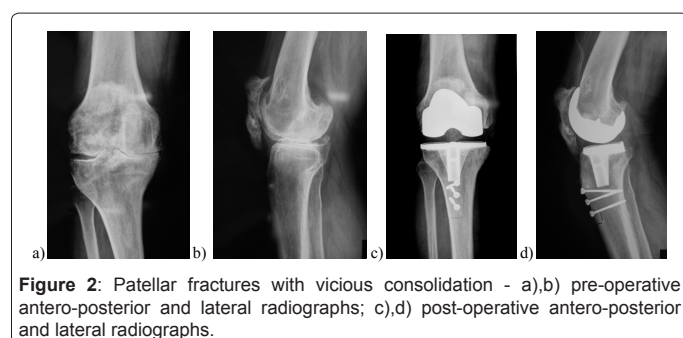 a) b) c) d)
Figure 2: Patellar fractures with vicious consolidation - a),b) pre-operative
antero-posterior and lateral radiographs; c),d) post-operative antero-posterior
and lateral radiographs.